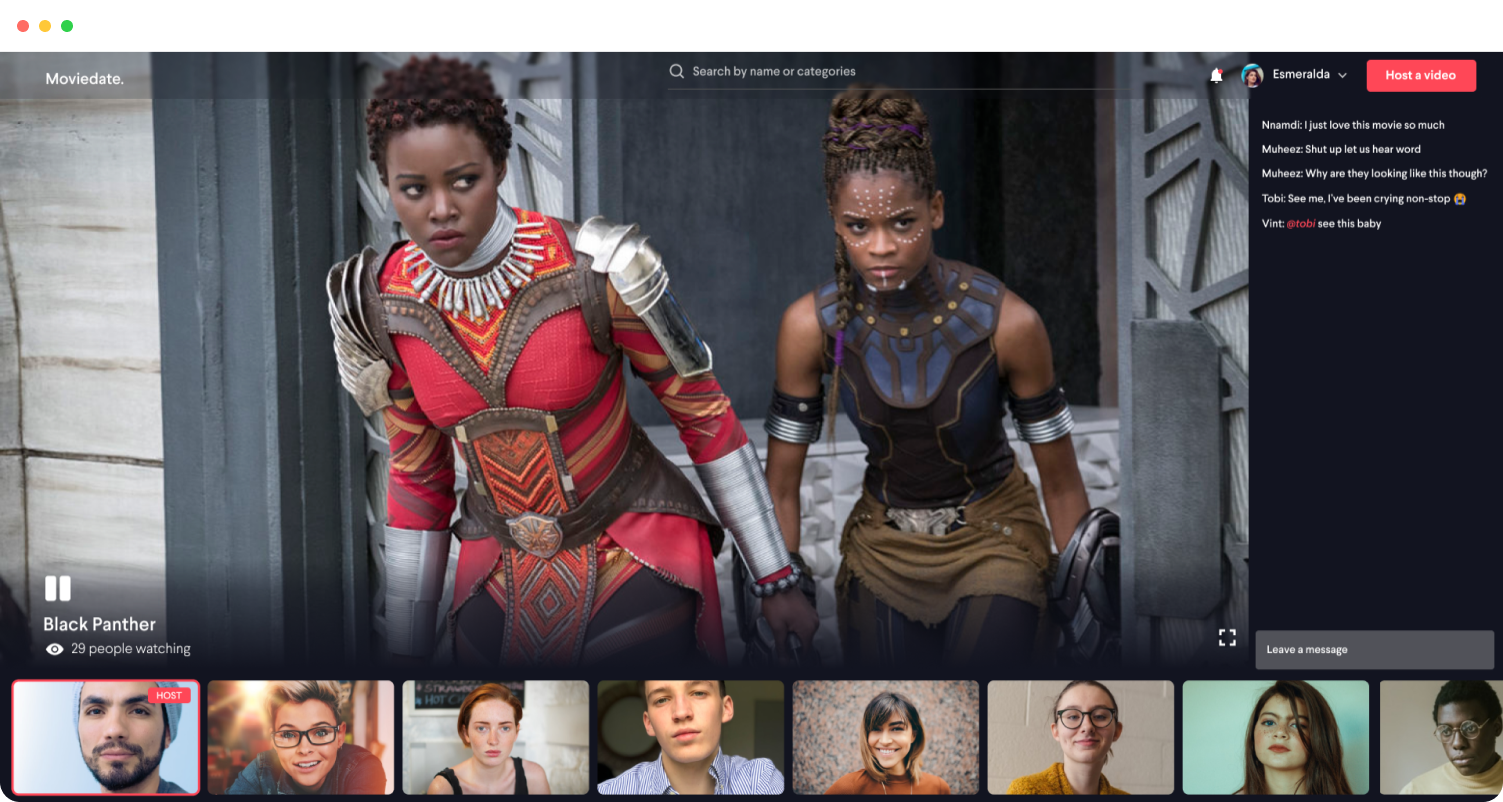 Moviedate.
Search by name or categories
Esmeralda
Host a video
Nnamdi: I just love this movie so much
Muheez: Shut up let us hear word
Muheez: Why are they looking like this though?
Tobi: See me, I've been crying non-stop 😭
Vint: @tobi see this baby
Black Panther
29 people watching
Leave a message
HOST